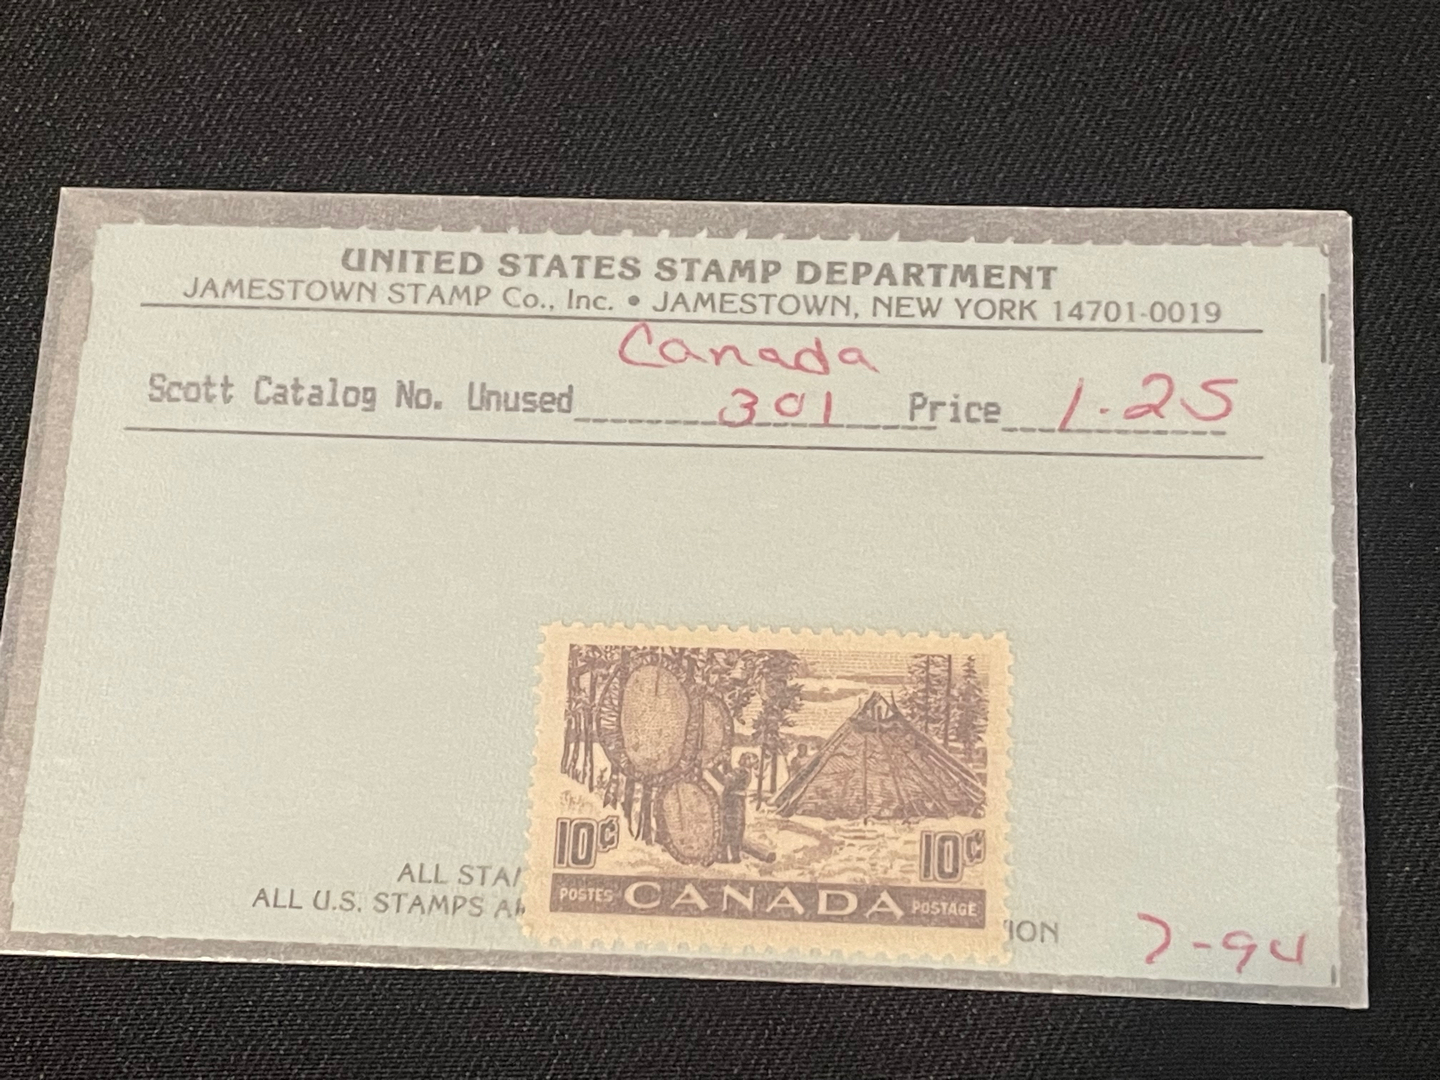 UNITED STATES STAMP DEPARTMENT
JAMESTOWN STAMP Co., Inc. • JAMESTOWN, NEW YORK 14701-0019
Canada
Scott Catalog No. Unused 301 Price 1.25
10¢ 10¢
POSTES CANADA POSTAGE
ALL STA
ALL U.S. STAMPS A ION
7-94